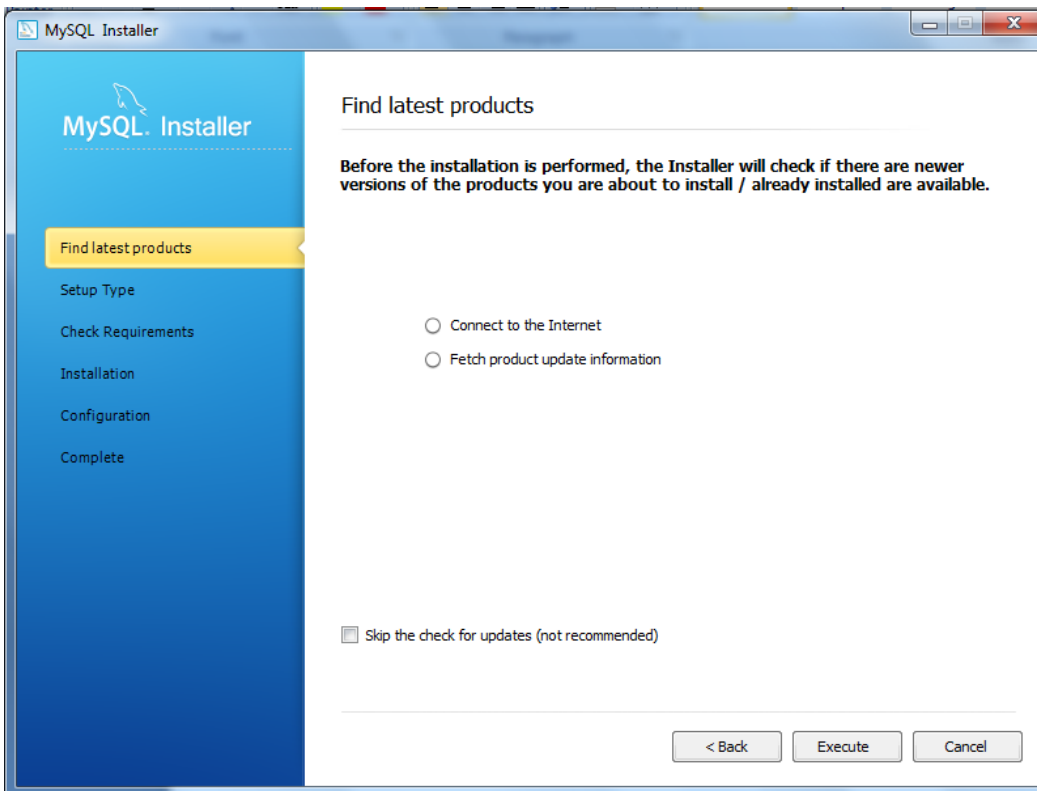 MySQL Installer
MySQL. Installer
Find latest products
Setup Type
Check Requirements
Installation
Configuration
Complete
Find latest products
Before the installation is performed, the Installer will check if there are newer
versions of the products you are about to install / already installed are available.
Connect to the Internet
Fetch product update information
Skip the check for updates (not recommended)
< Back
Execute
Cancel